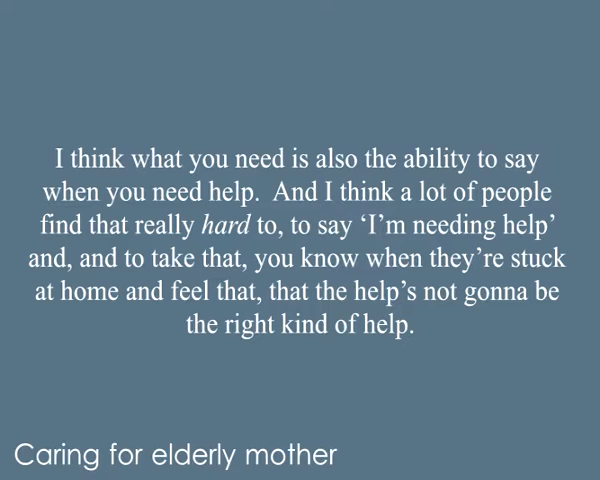 I think what you need is also the ability to say
when you need help.  And I think a lot of people
find that really hard to, to say ‘I’m needing help’
and, and to take that, you know when they’re stuck
at home and feel that, that the help’s not gonna be
the right kind of help.
Caring for elderly mother